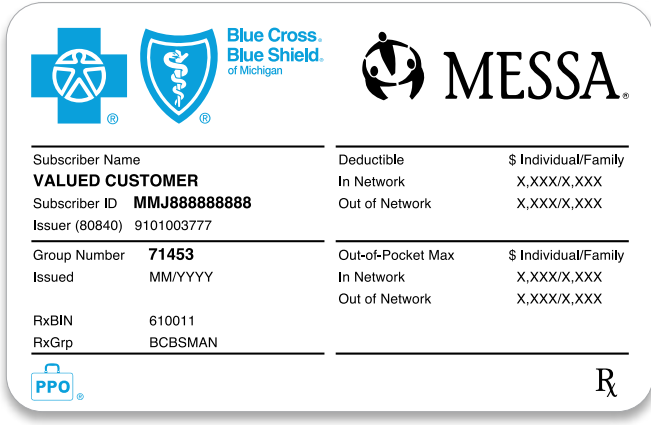 Blue Cross®
Blue Shield®
of Michigan
®
®
MESSA®
Subscriber Name
VALUED CUSTOMER
Subscriber ID MMJ888888888
Issuer (80840) 9101003777
Group Number 71453
Issued MM/YYYY
RxBIN 610011
RxGrp BCBSMAN
Deductible $ Individual/Family
In Network X,XXX/X,XXX
Out of Network X,XXX/X,XXX
Out-of-Pocket Max $ Individual/Family
In Network X,XXX/X,XXX
Out of Network X,XXX/X,XXX
PPO®
Rx